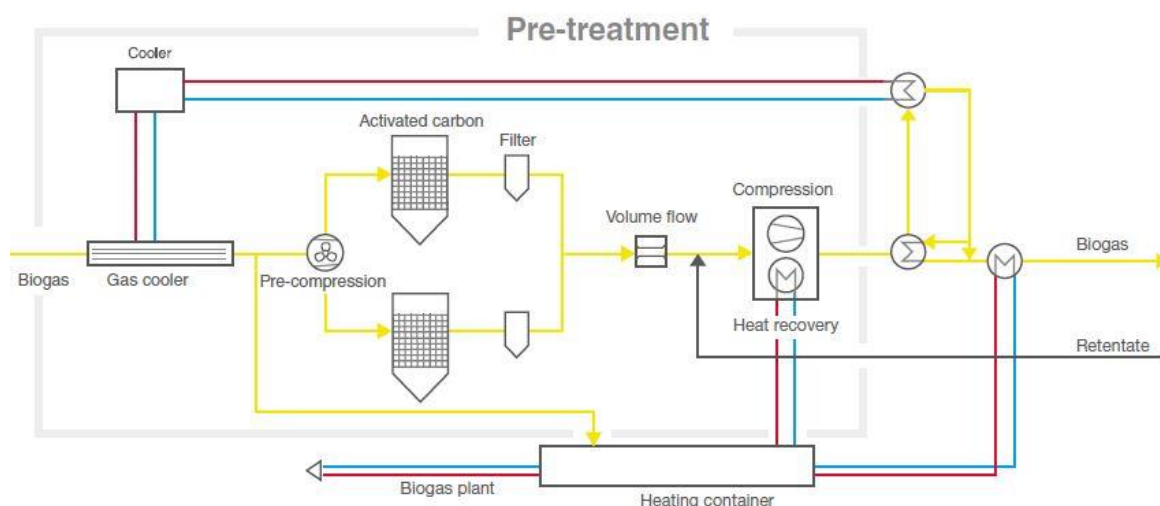 Pre-treatment
Cooler
Activated carbon
Filter
Compression
Volume flow
Biogas
Gas cooler
Pre-compression
Biogas
Heat recovery
Retentate
Biogas plant
Heating container